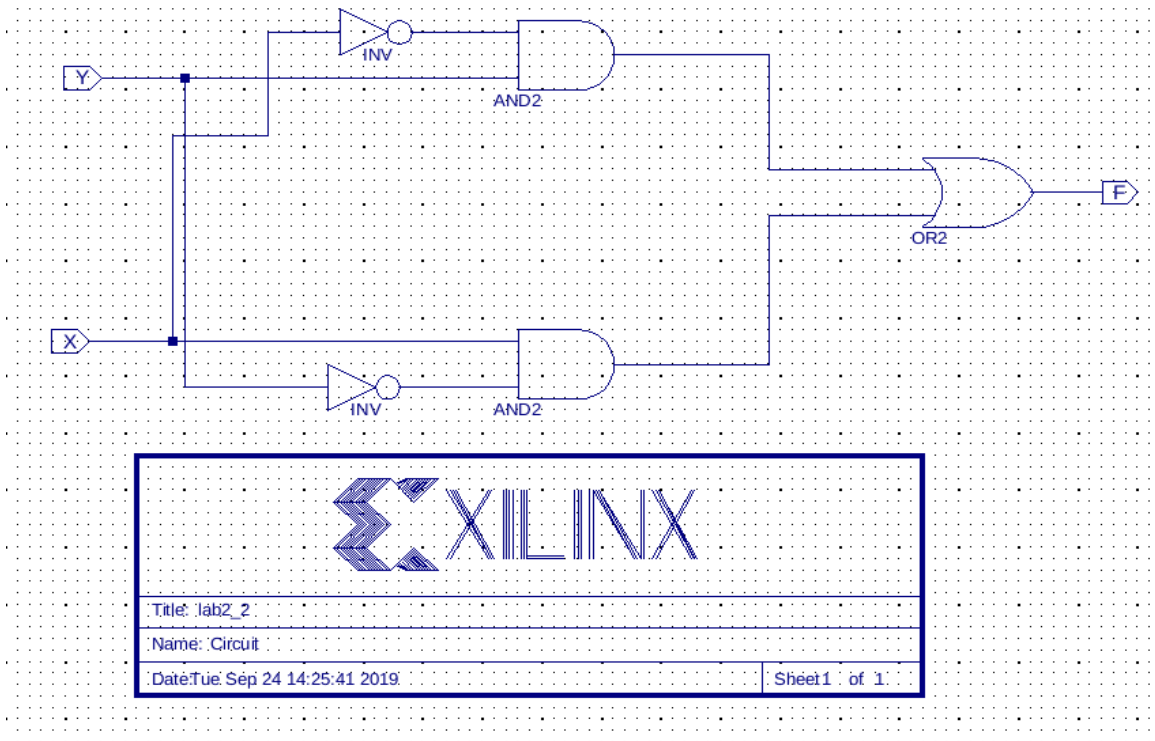 INV
Y
AND2
F
OR2
X
INV
AND2
XILINX
Title: lab2_2
Name: Circuit
Date:Tue Sep 24 14:25:41 2019
Sheet1 of 1